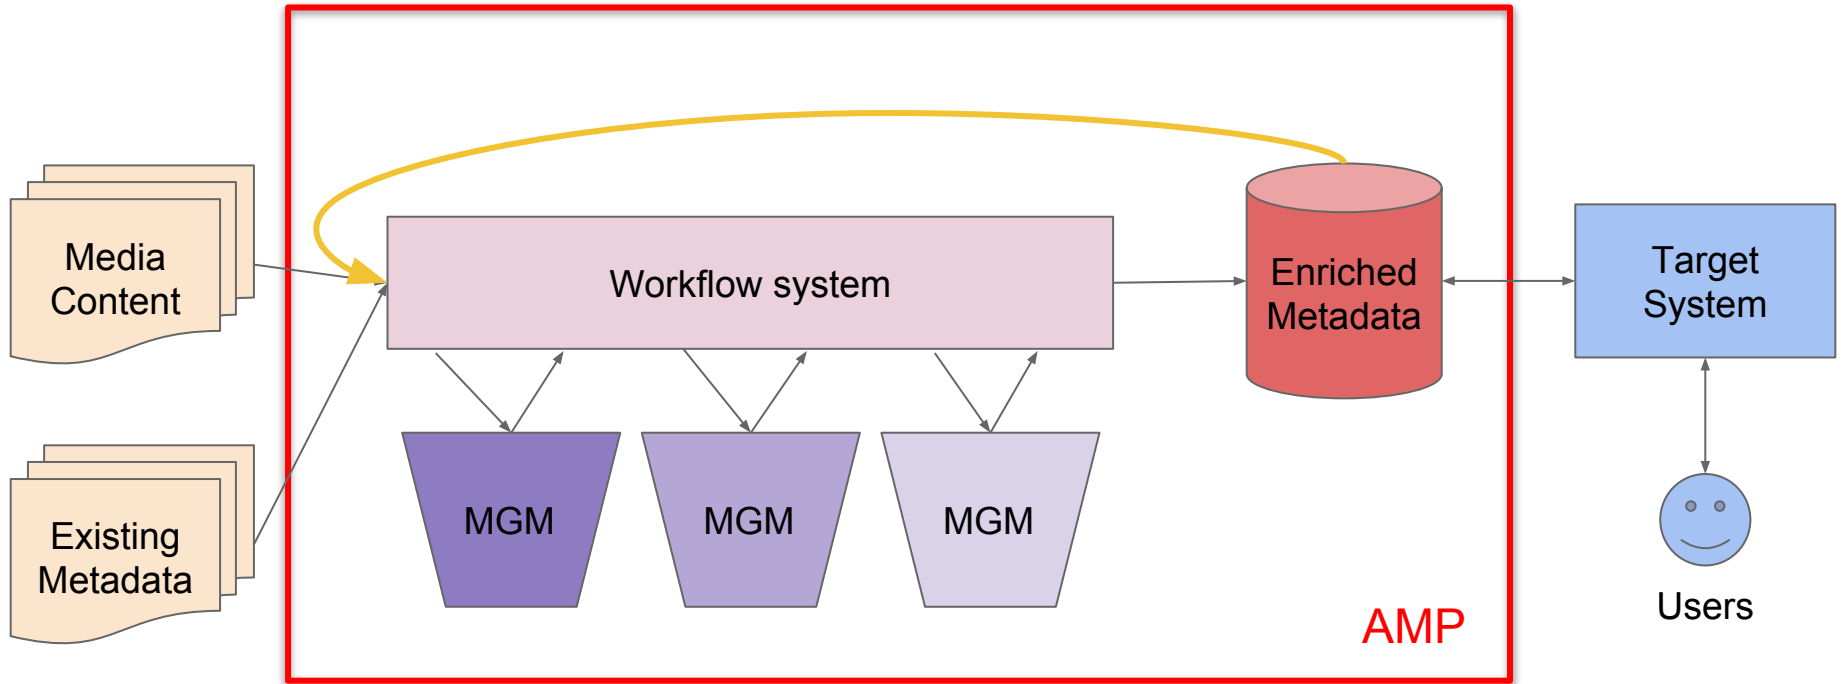 Media
Content
Existing
Metadata
Workflow system
MGM
MGM
MGM
Enriched
Metadata
AMP
Target
System
Users